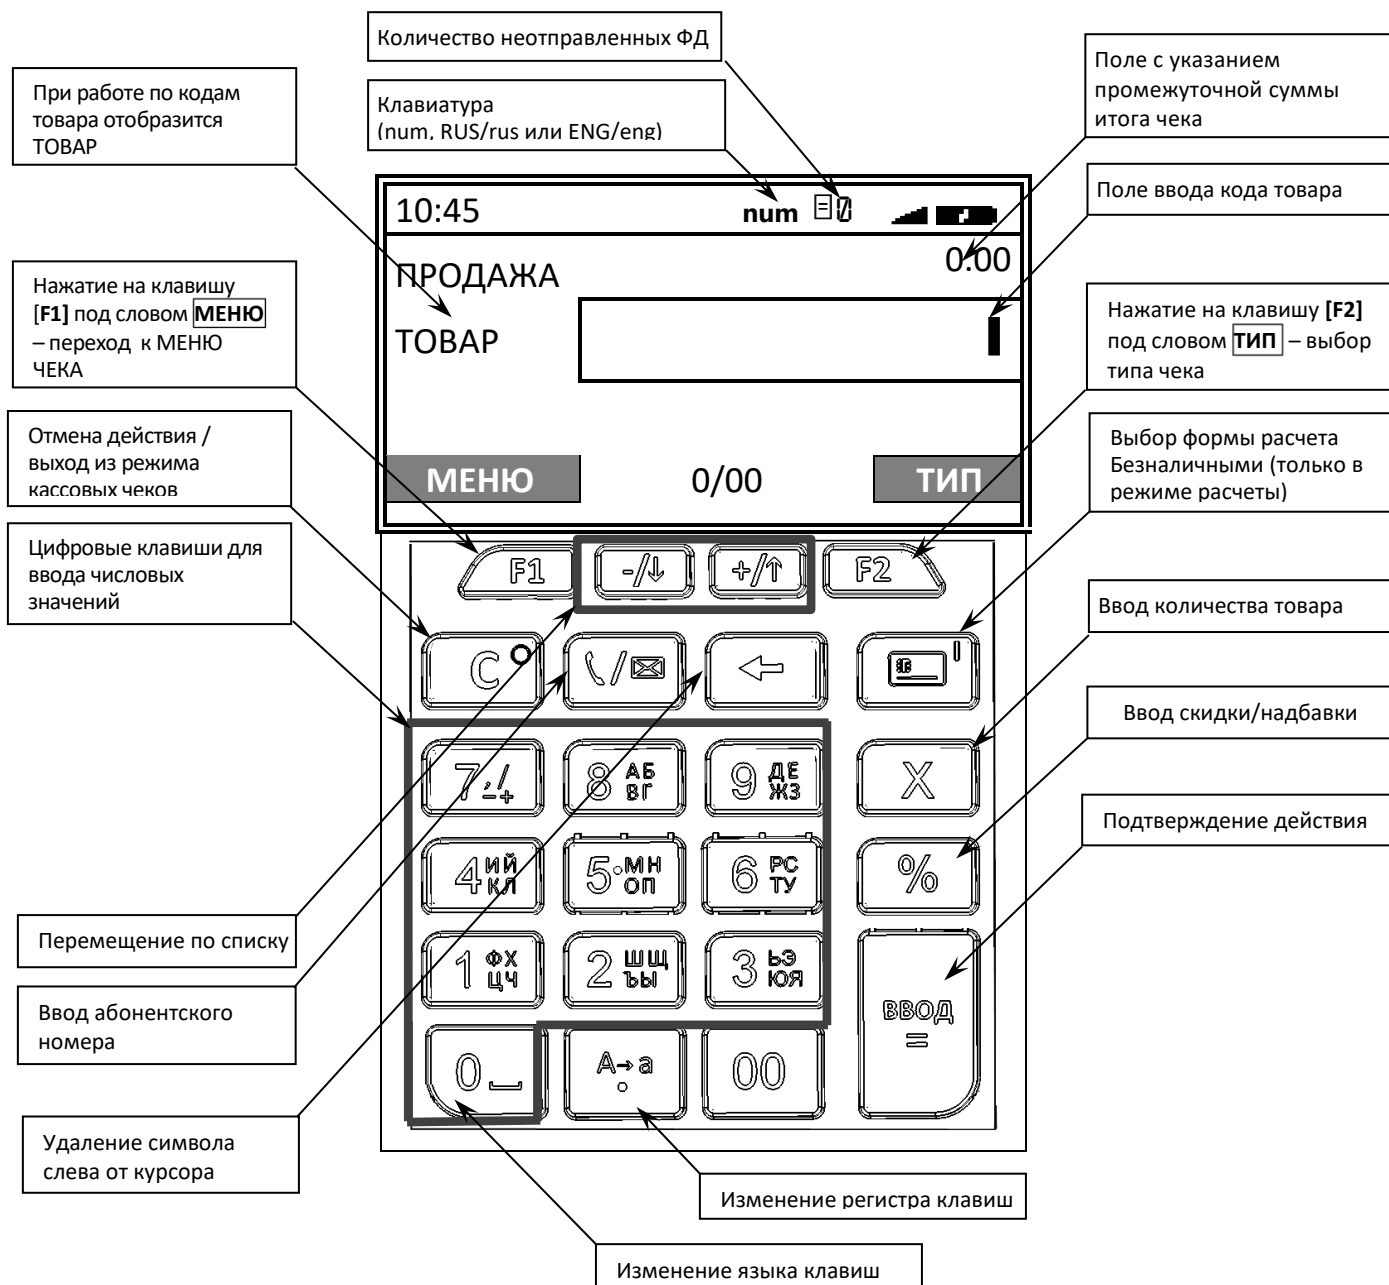 Количество неотправленных ФД
Клавиатура
(num, RUS/rus или ENG/eng)
При работе по кодам
товара отобразится
ТОВАР
Поле с указанием
промежуточной суммы
итога чека
Поле ввода кода товара
10:45
num
0
ПРОДАЖА
0.00
ТОВАР
МЕНЮ
0/00
ТИП
Нажатие на клавишу
[F1] под словом МЕНЮ
– переход к МЕНЮ
ЧЕКА
Нажатие на клавишу [F2]
под словом ТИП – выбор
типа чека
Отмена действия /
выход из режима
кассовых чеков
Выбор формы расчета
Безналичными (только в
режиме расчеты)
Цифровые клавиши для
ввода числовых
значений
Ввод количества товара
Ввод скидки/надбавки
Подтверждение действия
F1
-/↓
+/↑
F2
C
/
←
7 , / – +
8 АБ ВГ
9 ДЕ ЖЗ
X
4 ИЙ КЛ
5 МН ОП
6 РС ТУ
%
1 ФХ ЦЧ
2 ШЩ ЪЫ
3 ЬЭ ЮЯ
ВВОД
=
0
A→a
00
Перемещение по списку
Ввод абонентского
номера
Удаление символа
слева от курсора
Изменение регистра клавиш
Изменение языка клавиш